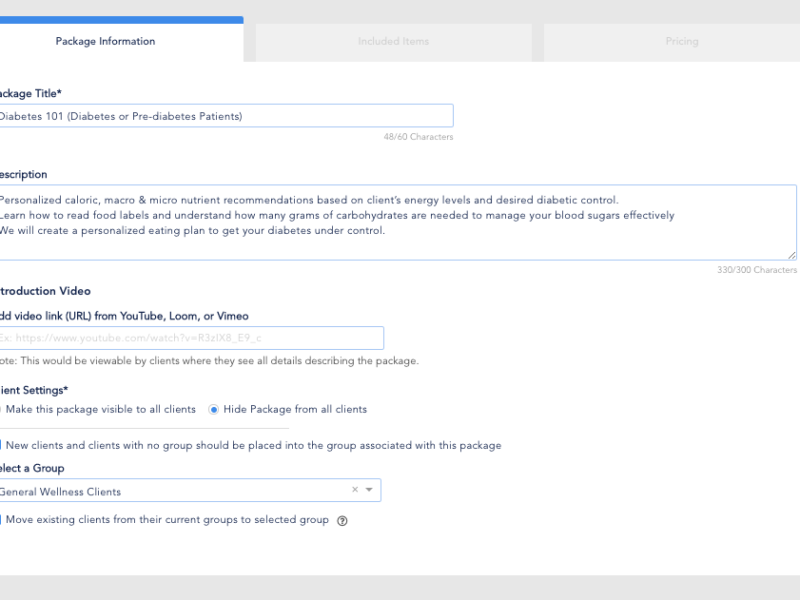 Package Information
Included Items
Pricing
ackage Title*
Diabetes 101 (Diabetes or Pre-diabetes Patients)
48/60 Characters
escription
Personalized caloric, macro & micro nutrient recommendations based on client's energy levels and desired diabetic control.
Learn how to read food labels and understand how many grams of carbohydrates are needed to manage your blood sugars effectively
We will create a personalized eating plan to get your diabetes under control.
330/300 Characters
troduction Video
dd video link (URL) from YouTube, Loom, or Vimeo
Ex: https://www.youtube.com/watch?v=R3zIX8_E9_c
ote: This would be viewable by clients where they see all details describing the package.
ient Settings*
Make this package visible to all clients
Hide Package from all clients
New clients and clients with no group should be placed into the group associated with this package
elect a Group
General Wellness Clients
Move existing clients from their current groups to selected group